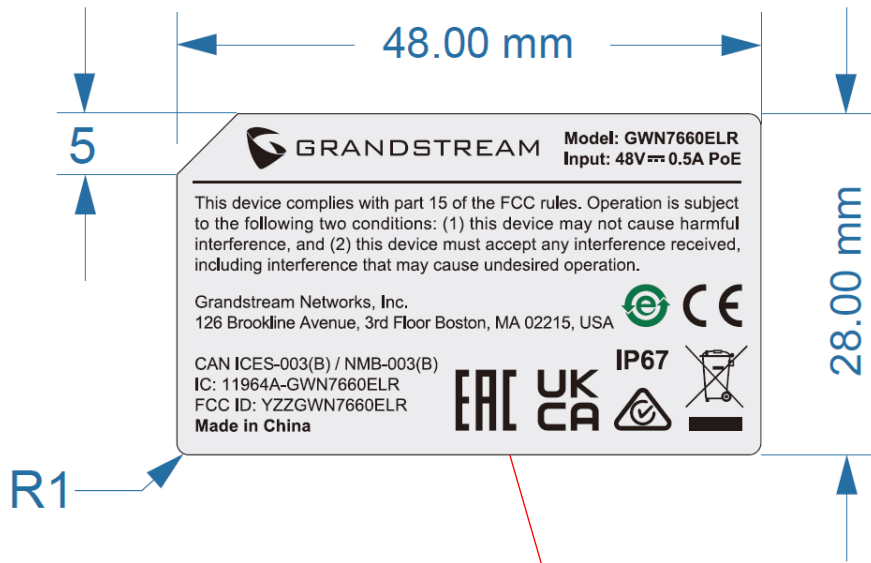 48.00 mm
5
GRANDSTREAM
Model: GWN7660ELR
Input: 48V⎓0.5A PoE
This device complies with part 15 of the FCC rules. Operation is subject
to the following two conditions: (1) this device may not cause harmful
interference, and (2) this device must accept any interference received,
including interference that may cause undesired operation.
Grandstream Networks, Inc.
126 Brookline Avenue, 3rd Floor Boston, MA 02215, USA
e
CE
CAN ICES-003(B) / NMB-003(B)
IC: 11964A-GWN7660ELR
FCC ID: YZZGWN7660ELR
Made in China
EAC
UK
CA
IP67
28.00 mm
R1